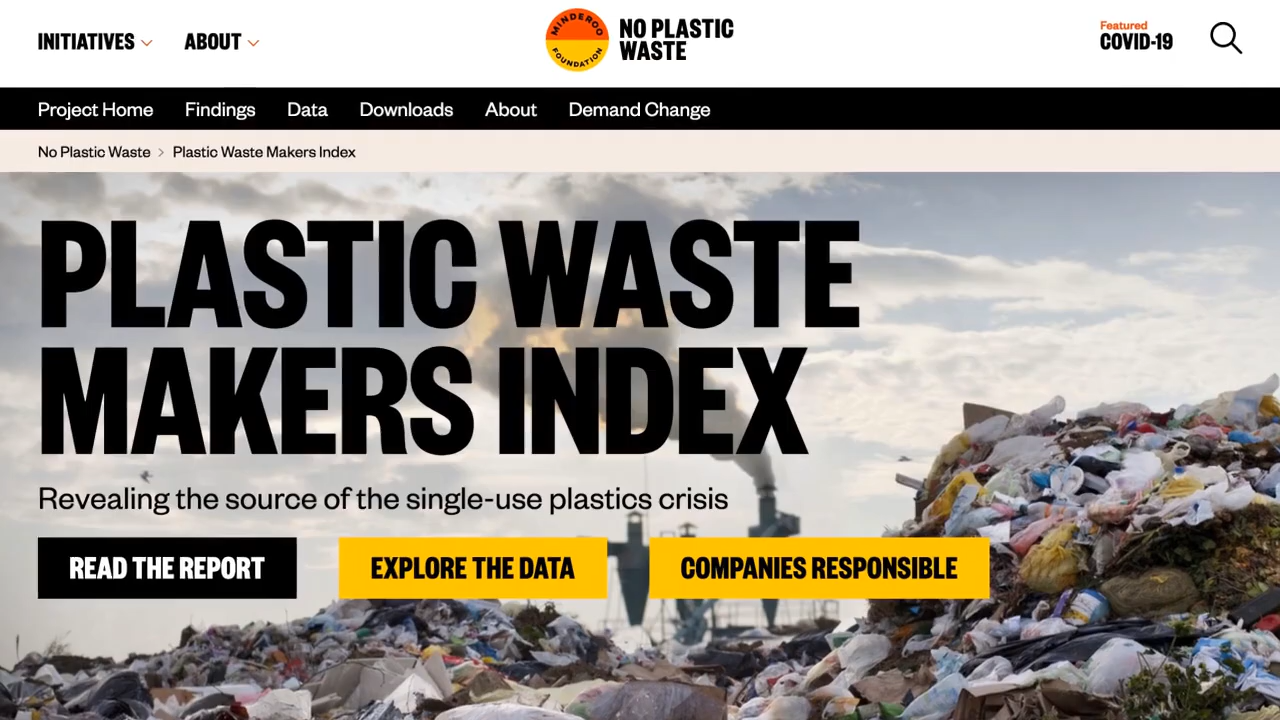 INITIATIVES
ABOUT
MINDEROO
FOUNDATION
NO PLASTIC
WASTE
Featured
COVID-19
Project Home
Findings
Data
Downloads
About
Demand Change
No Plastic Waste > Plastic Waste Makers Index
PLASTIC WASTE
MAKERS INDEX
Revealing the source of the single-use plastics crisis
READ THE REPORT
EXPLORE THE DATA
COMPANIES RESPONSIBLE